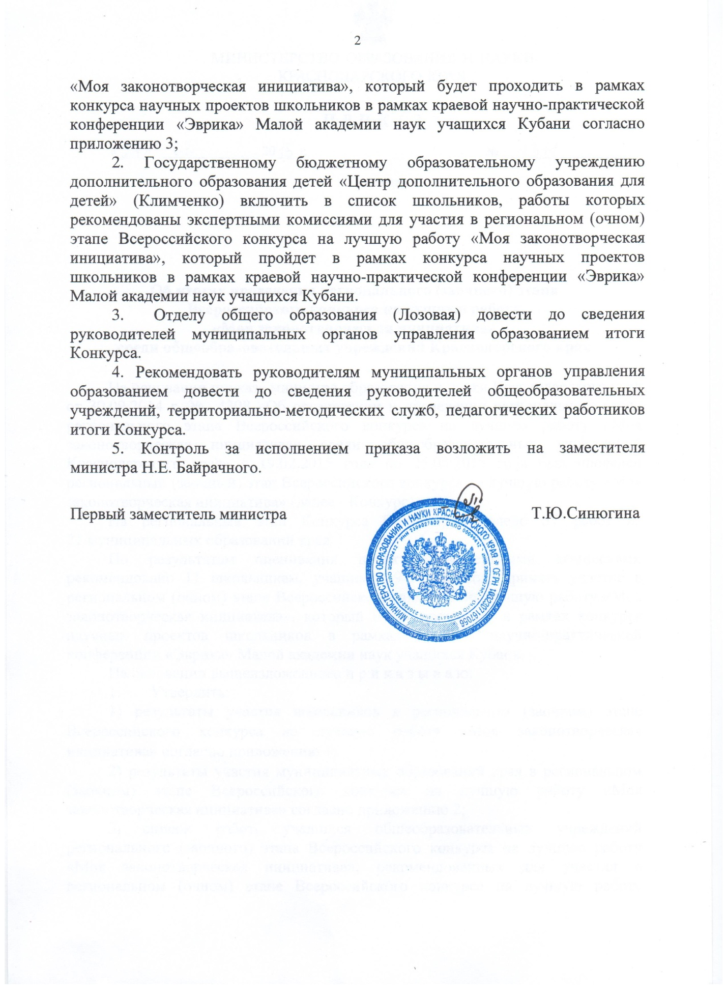 2
«Моя законотворческая инициатива», который будет проходить в рамках
конкурса научных проектов школьников в рамках краевой научно-практической
конференции «Эврика» Малой академии наук учащихся Кубани согласно
приложению 3;
2. Государственному бюджетному образовательному учреждению
дополнительного образования детей «Центр дополнительного образования для
детей» (Климченко) включить в список школьников, работы которых
рекомендованы экспертными комиссиями для участия в региональном (очном)
этапе Всероссийского конкурса на лучшую работу «Моя законотворческая
инициатива», который пройдет в рамках конкурса научных проектов
школьников в рамках краевой научно-практической конференции «Эврика»
Малой академии наук учащихся Кубани.
3. Отделу общего образования (Лозовая) довести до сведения
руководителей муниципальных органов управления образованием итоги
Конкурса.
4. Рекомендовать руководителям муниципальных органов управления
образованием довести до сведения руководителей общеобразовательных
учреждений, территориально-методических служб, педагогических работников
итоги Конкурса.
5. Контроль за исполнением приказа возложить на заместителя
министра Н.Е. Байрачного.
Первый заместитель министра Т.Ю.Синюгина
МИНИСТЕРСТВО ОБРАЗОВАНИЯ И НАУКИ КРАСНОДАРСКОГО КРАЯ * ОГРН 1032307167056
ИНН 2308027802 * ОКПО 00099412